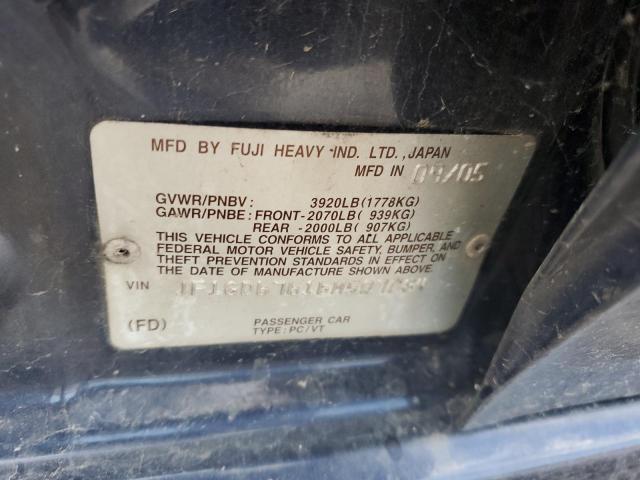 MFD BY FUJI HEAVY IND. LTD., JAPAN
MFD IN 09/05
GVWR/PNBV: 3920LB(1778KG)
GAWR/PNBE: FRONT-2070LB( 939KG)
REAR -2000LB( 907KG)
THIS VEHICLE CONFORMS TO ALL APPLICABLE
FEDERAL MOTOR VEHICLE SAFETY, BUMPER, AND
THEFT PREVENTION STANDARDS IN EFFECT ON
THE DATE OF MANUFACTURE SHOWN ABOVE.
VIN
(FD)
PASSENGER CAR
TYPE: PC/VT